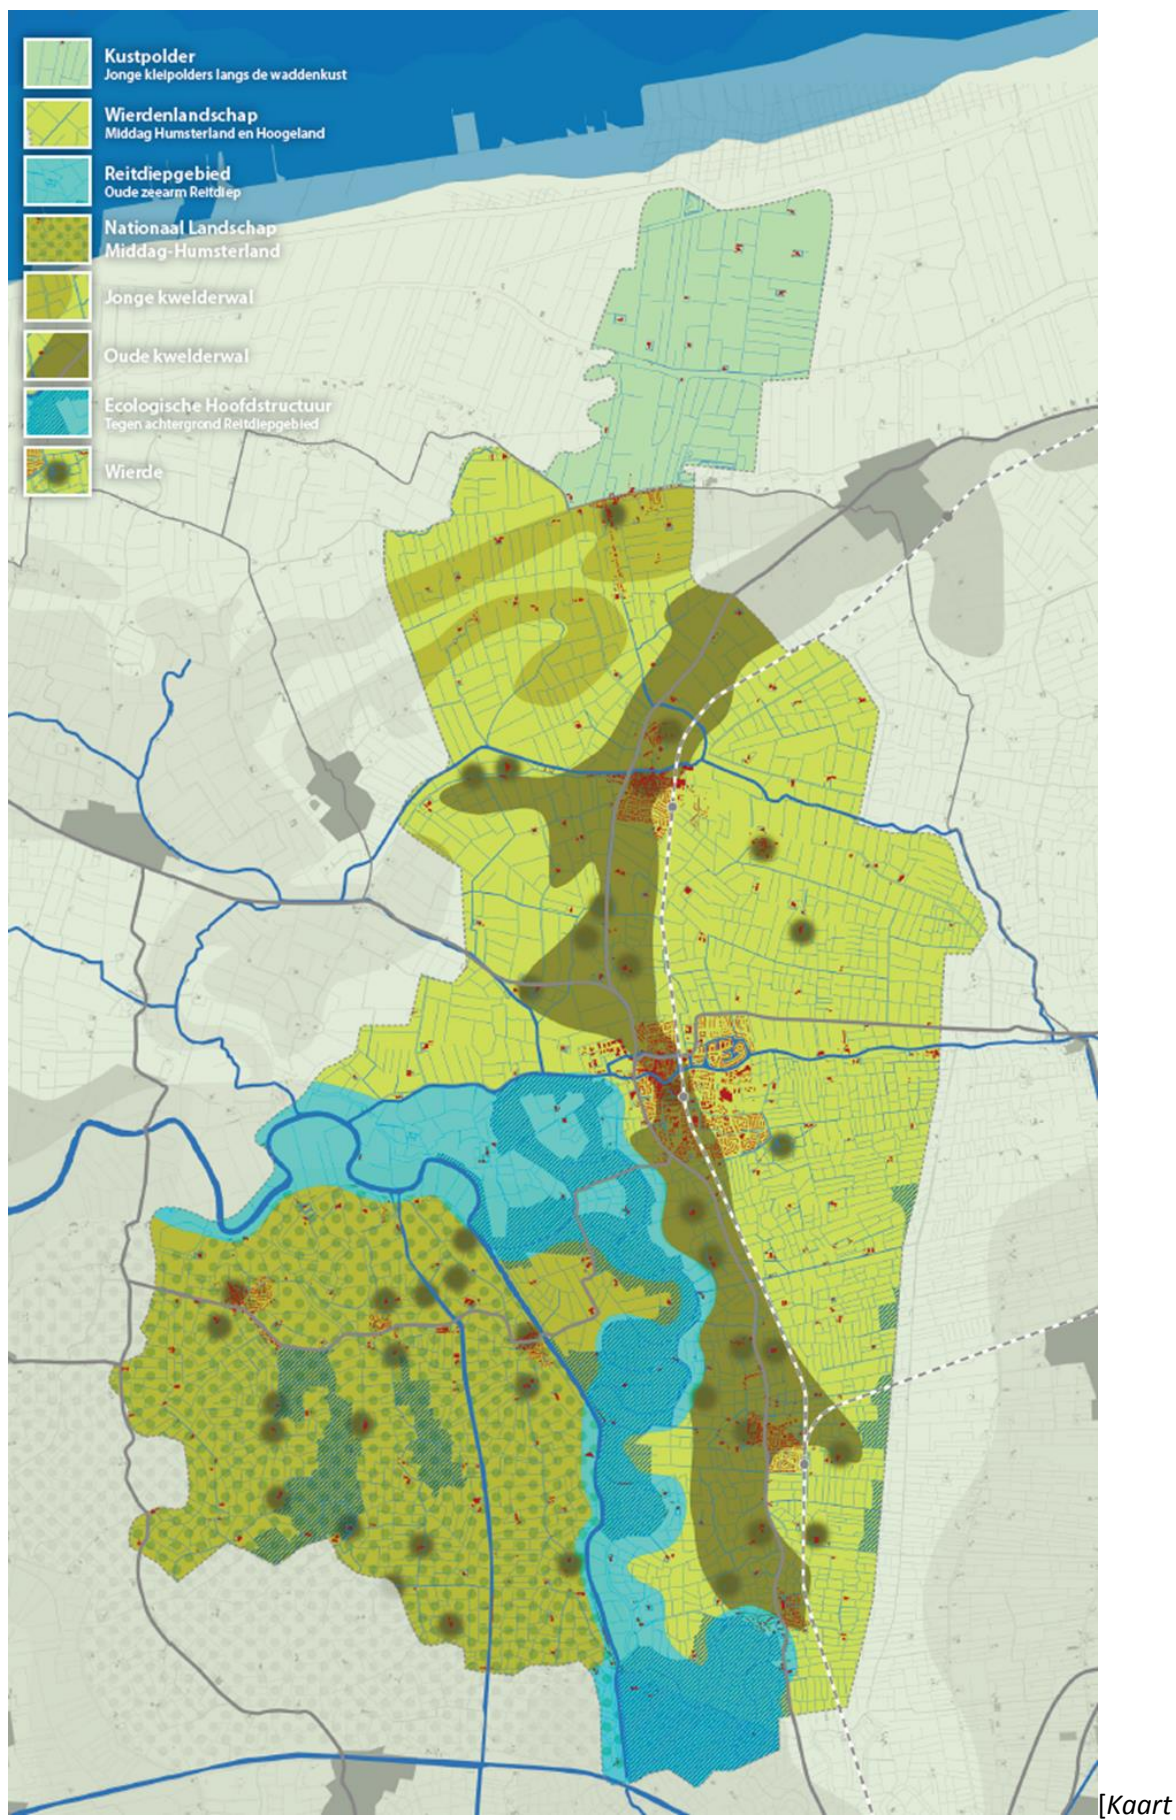 Kustpolder
Jonge kleipolders langs de waddenkust
Wierdenlandschap
Middag Humsterland en Hoogeland
Reitdiepgebied
Oude zeearm Reitdiep
Nationaal Landschap
Middag-Humsterland
Jonge kwelderwal
Oude kwelderwal
Ecologische Hoofdstructuur
Tegen achtergrond Reitdiepgebied
Wierde
[Kaart